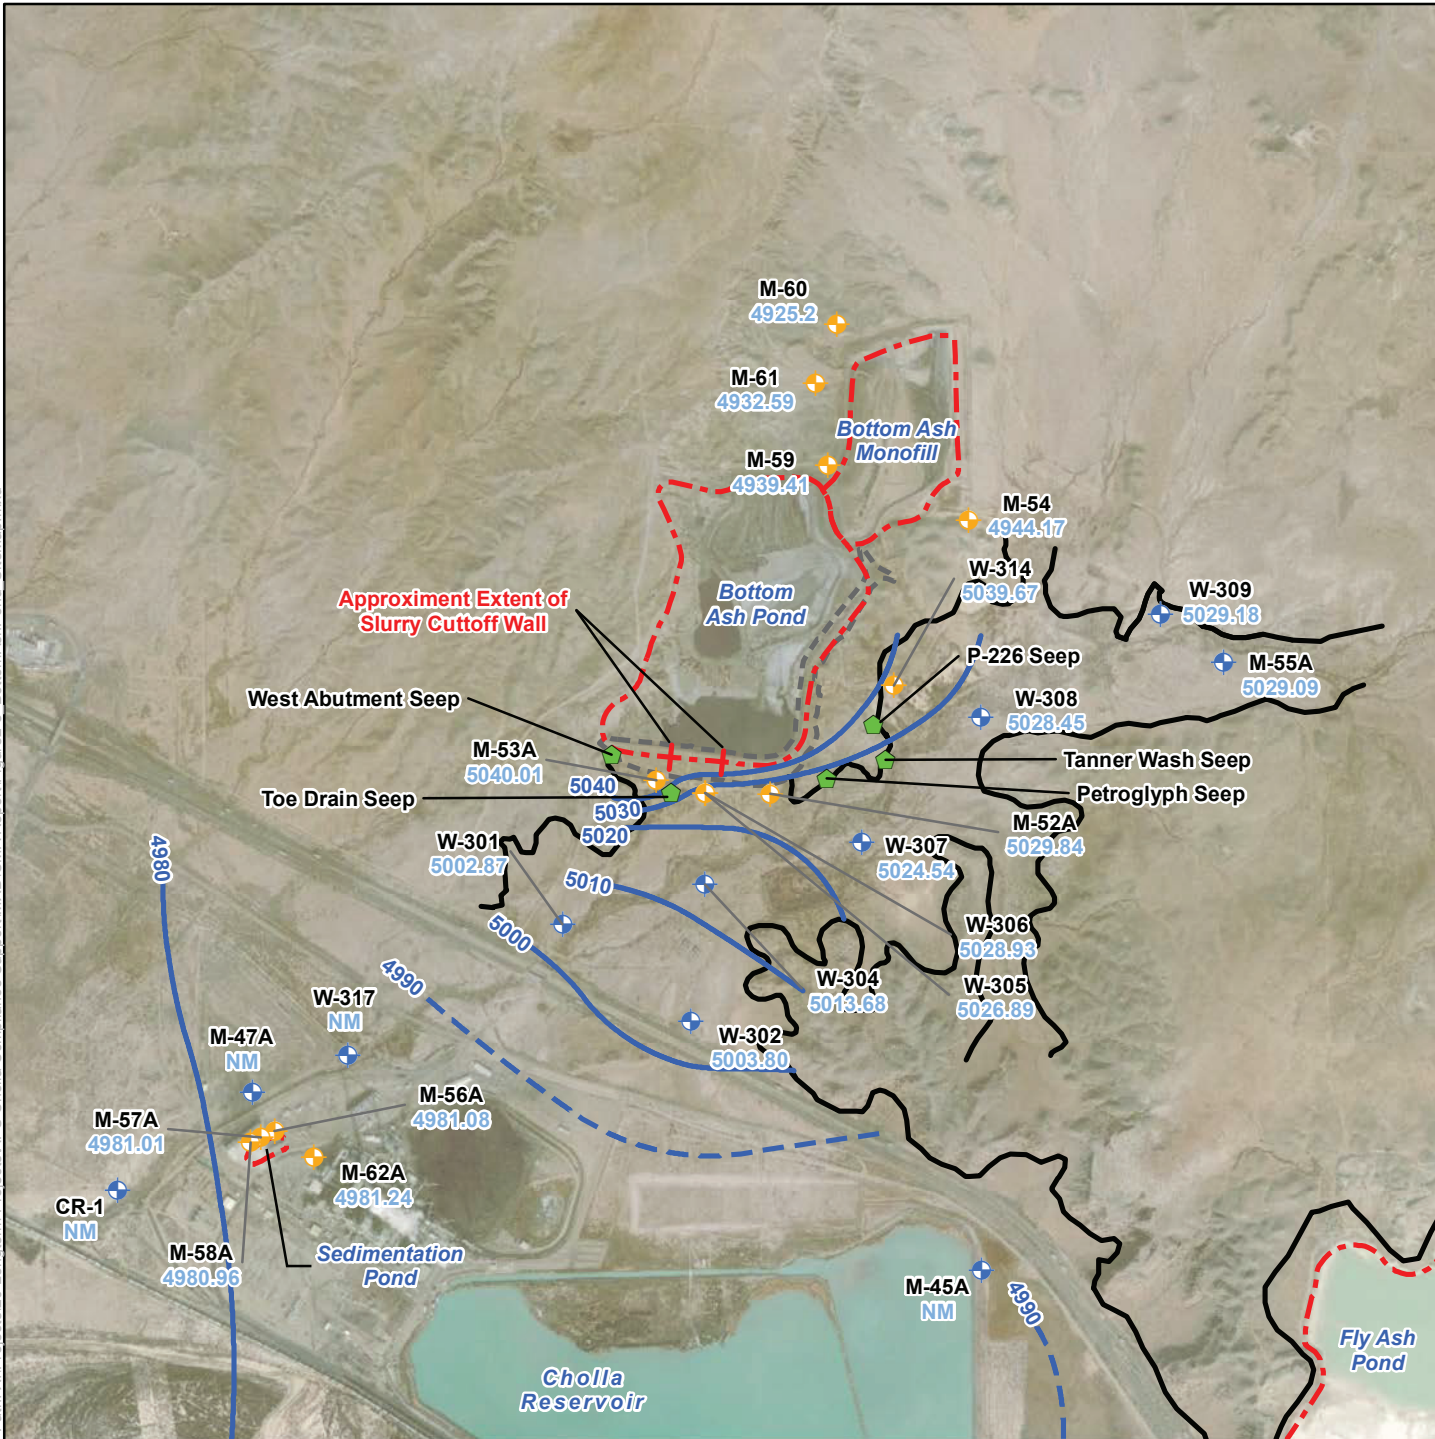 M-60
4925.2
M-61
4932.59
Bottom Ash
Monofill
M-59
4939.41
M-54
4944.17
W-314
5039.67
W-309
5029.18
Approximent Extent of
Slurry Cuttoff Wall
Bottom
Ash Pond
P-226 Seep
M-55A
5029.09
West Abutment Seep
W-308
5028.45
M-53A
5040.01
Tanner Wash Seep
5040
Toe Drain Seep
Petroglyph Seep
5030
5020
M-52A
5029.84
W-301
5002.87
W-307
5024.54
4980
5010
5000
W-306
5028.93
4990
W-304
5013.68
W-305
5026.89
W-317
NM
M-47A
NM
W-302
5003.80
M-56A
4981.08
M-57A
4981.01
M-62A
4981.24
CR-1
NM
M-58A
4980.96
Sedimentation
Pond
M-45A
NM
4990
Fly Ash
Pond
Cholla
Reservoir